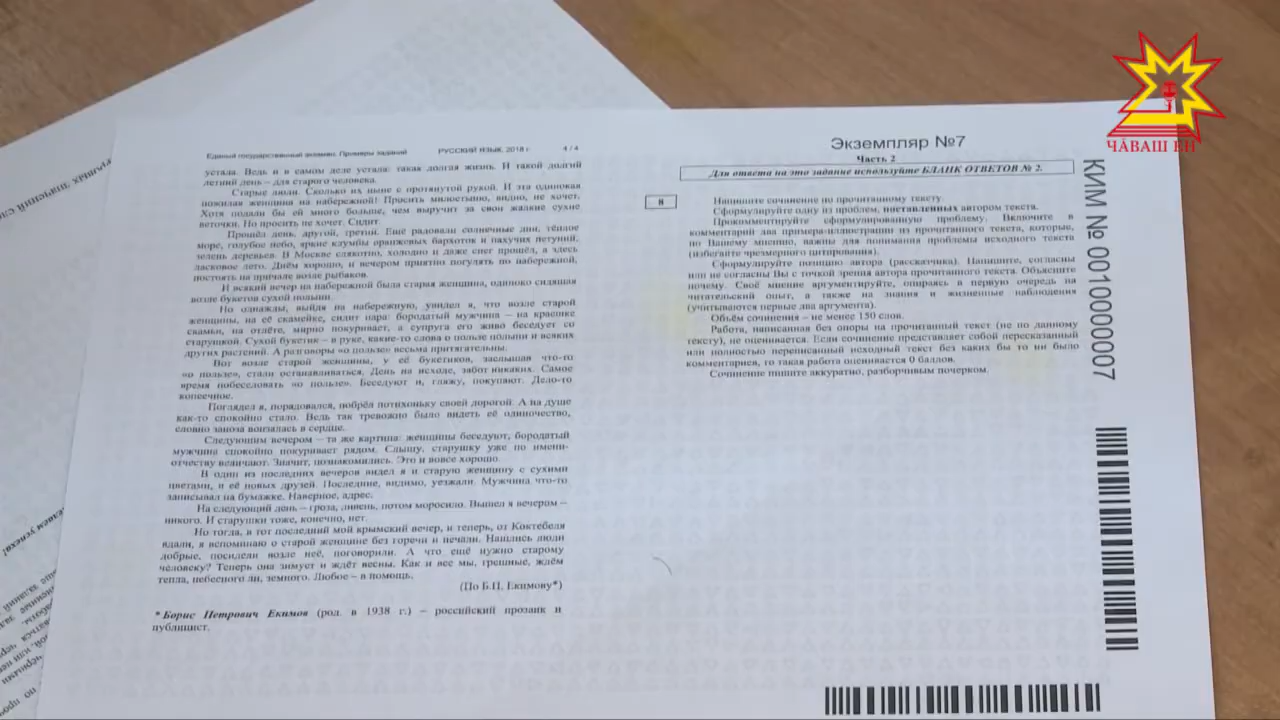 Единый государственный экзамен. Примеры заданий РУССКИЙ ЯЗЫК, 2018 г. 4 / 4
устала. Ведь и в самом деле устала: такая долгая жизнь. И такой долгий
летний день – для старого человека.
Старые люди. Сколько их ныне с протянутой рукой. И эта одинокая
пожилая женщина на набережной! Просить милостыню, видно, не хочет.
Хотя подали бы ей много больше, чем выручит за свои жалкие сухие
веточки. Но просить не хочет. Сидит.
Прошёл день, другой, третий. Ещё радовали солнечные дни, тёплое
море, голубое небо, яркие клумбы оранжевых бархоток и пахучих петуний,
зелень деревьев. В Москве слякотно, холодно и даже снег прошёл, а здесь
ласковое лето. Днём хорошо, и вечером приятно погулять по набережной,
постоять на причале возле рыбаков.
И всякий вечер на набережной была старая женщина, одиноко сидящая
возле букетов сухой полыни.
Но однажды, выйдя на набережную, увидел я, что возле старой
женщины, на её скамейке, сидит пара: бородатый мужчина – на краешке
скамьи, на отлёте, мирно покуривает, а супруга его живо беседует со
старушкой. Сухой букетик – в руке, какие-то слова о пользе полыни и всяких
других растений. А разговоры «о пользе» весьма притягательны.
Вот возле старой женщины, у её букетиков, заслышав что-то
«о пользе», стали останавливаться. День на исходе, забот никаких. Самое
время побеседовать «о пользе». Беседуют и, гляжу, покупают. Дело-то
копеечное.
Поглядел я, порадовался, побрёл потихоньку своей дорогой. А на душе
как-то спокойно стало. Ведь так тревожно было видеть её одиночество,
словно заноза вонзалась в сердце.
Следующим вечером – та же картина: женщины беседуют, бородатый
мужчина спокойно покуривает рядом. Слышу, старушку уже по имени-
отчеству величают. Значит, познакомились. Это и вовсе хорошо.
В один из последних вечеров видел я и старую женщину с сухими
цветами, и её новых друзей. Последние, видимо, уезжали. Мужчина что-то
записывал на бумажке. Наверное, адрес.
На следующий день – гроза, ливень, потом моросило. Вышел я вечером –
никого. И старушки тоже, конечно, нет.
Но тогда, в тот последний мой крымский вечер, и теперь, от Коктебеля
вдали, я вспоминаю о старой женщине без горечи и печали. Нашлись люди
добрые, посидели возле неё, поговорили. А что ещё нужно старому
человеку? Теперь она зимует и ждёт весны. Как и все мы, грешные, ждём
тепла, небесного ли, земного. Любое – в помощь.
(По Б.П. Екимову*)
* Борис Петрович Екимов (род. в 1938 г.) – российский прозаик и
публицист.
Экземпляр №7
Часть 2
Для ответа на это задание используйте БЛАНК ОТВЕТОВ № 2.
8
Напишите сочинение по прочитанному тексту.
Сформулируйте одну из проблем, поставленных автором текста.
Прокомментируйте сформулированную проблему. Включите в
комментарий два примера-иллюстрации из прочитанного текста, которые,
по Вашему мнению, важны для понимания проблемы исходного текста
(избегайте чрезмерного цитирования).
Сформулируйте позицию автора (рассказчика). Напишите, согласны
или не согласны Вы с точкой зрения автора прочитанного текста. Объясните
почему. Своё мнение аргументируйте, опираясь в первую очередь на
читательский опыт, а также на знания и жизненные наблюдения
(учитываются первые два аргумента).
Объём сочинения – не менее 150 слов.
Работа, написанная без опоры на прочитанный текст (не по данному
тексту), не оценивается. Если сочинение представляет собой пересказанный
или полностью переписанный исходный текст без каких бы то ни было
комментариев, то такая работа оценивается 0 баллов.
Сочинение пишите аккуратно, разборчивым почерком.
КИМ № 0010000007
ЧӐВАШ ЕН